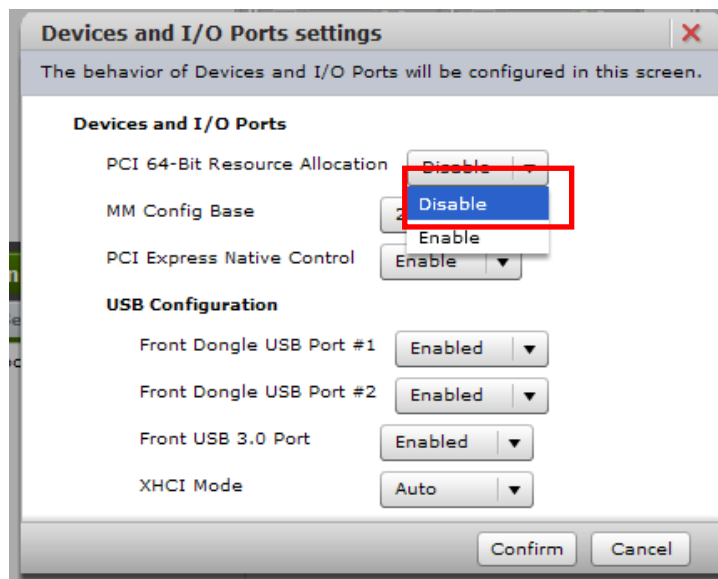 Devices and I/O Ports settings
The behavior of Devices and I/O Ports will be configured in this screen.
Devices and I/O Ports
PCI 64-Bit Resource Allocation Disable
Disable
Enable
MM Config Base 2
PCI Express Native Control Enable
USB Configuration
Front Dongle USB Port #1 Enabled
Front Dongle USB Port #2 Enabled
Front USB 3.0 Port Enabled
XHCI Mode Auto
Confirm Cancel